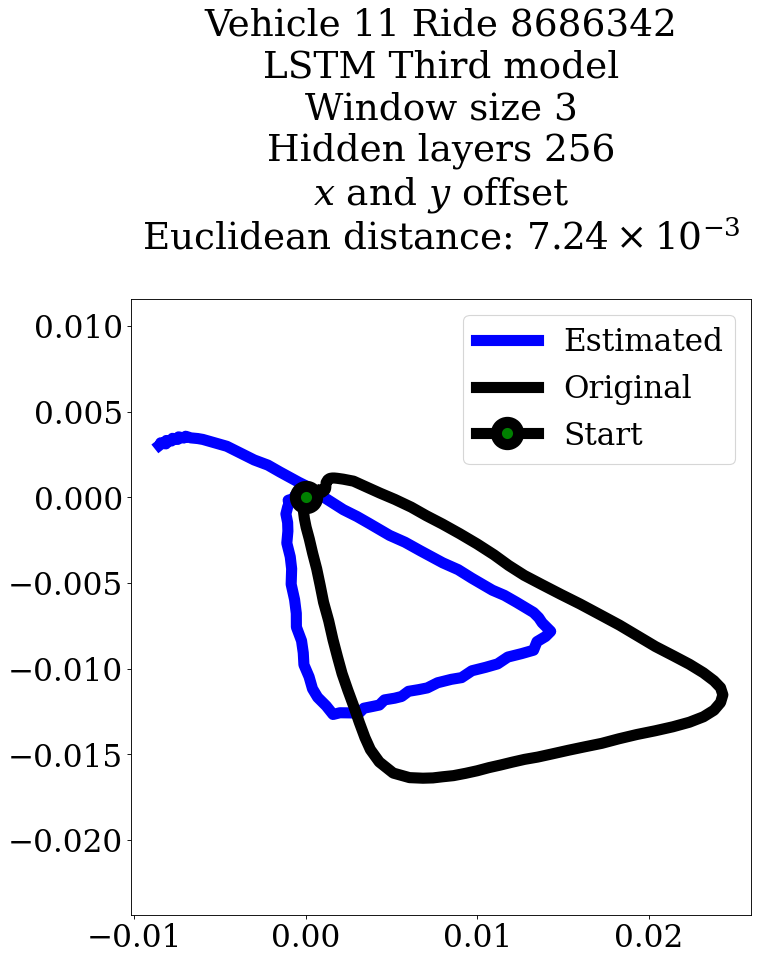 Vehicle 11 Ride 8686342
LSTM Third model
Window size 3
Hidden layers 256
x and y offset
Euclidean distance: 7.24 × 10⁻³
Estimated
Original
Start
0.010
0.005
0.000
−0.005
−0.010
−0.015
−0.020
−0.01 0.00 0.01 0.02